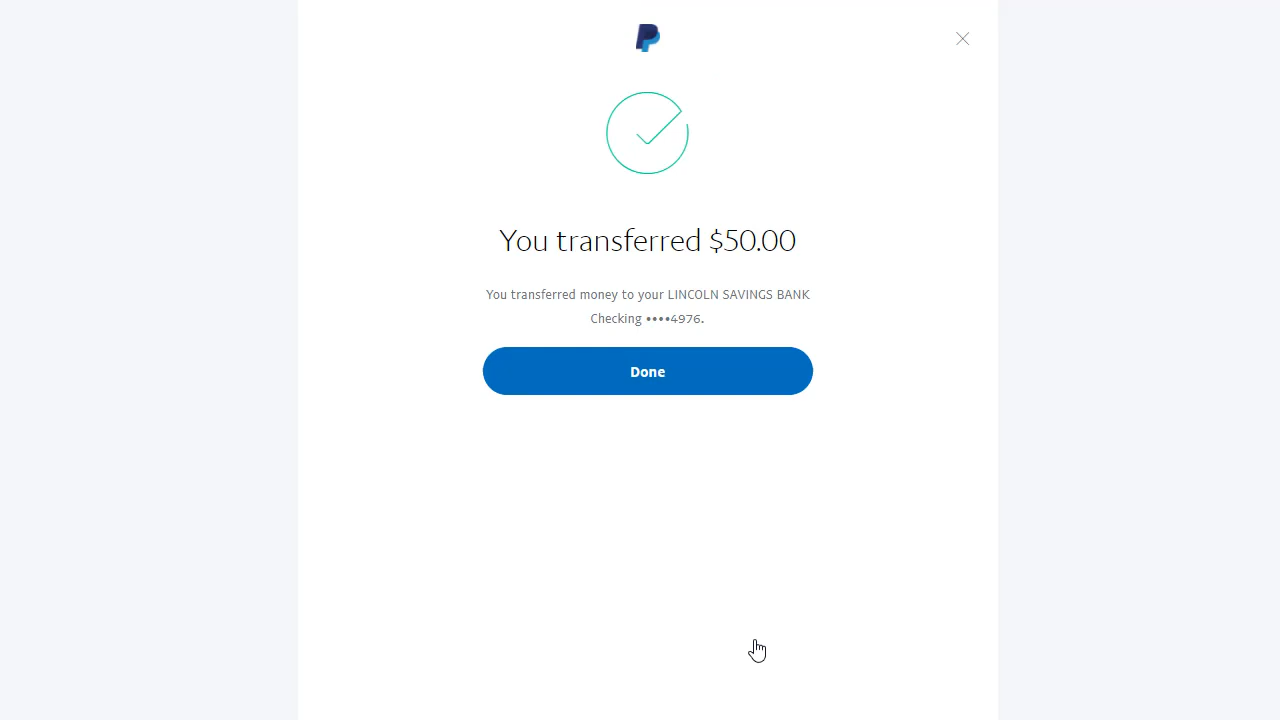 You transferred $50.00
You transferred money to your LINCOLN SAVINGS BANK
Checking ••••4976.
Done